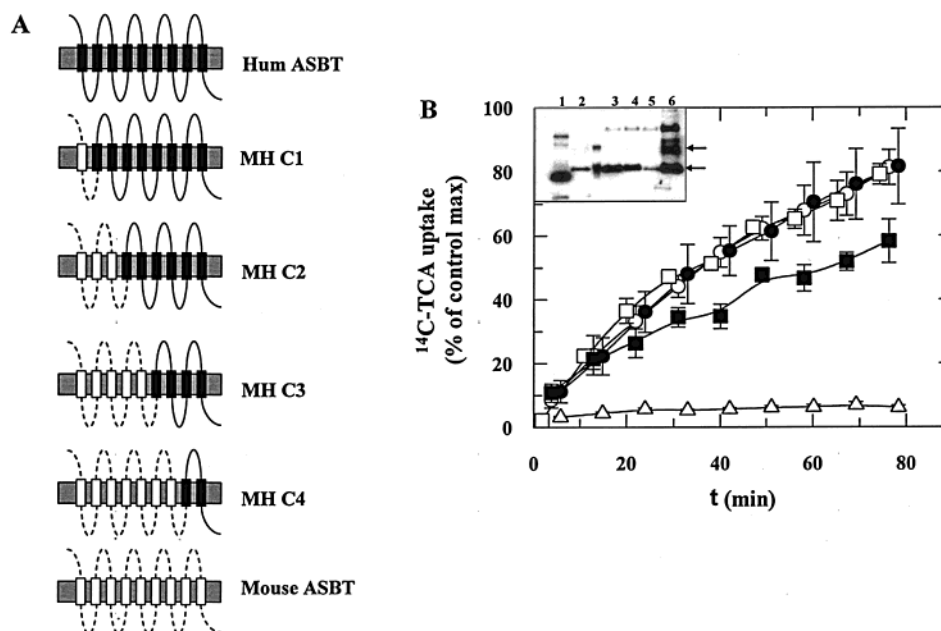 A
Hum ASBT
MH C1
MH C2
MH C3
MH C4
Mouse ASBT
B
1 2 3 4 5 6
100
80
60
40
20
0
¹⁴C-TCA uptake
(% of control max)
0 20 40 60 80
t (min)